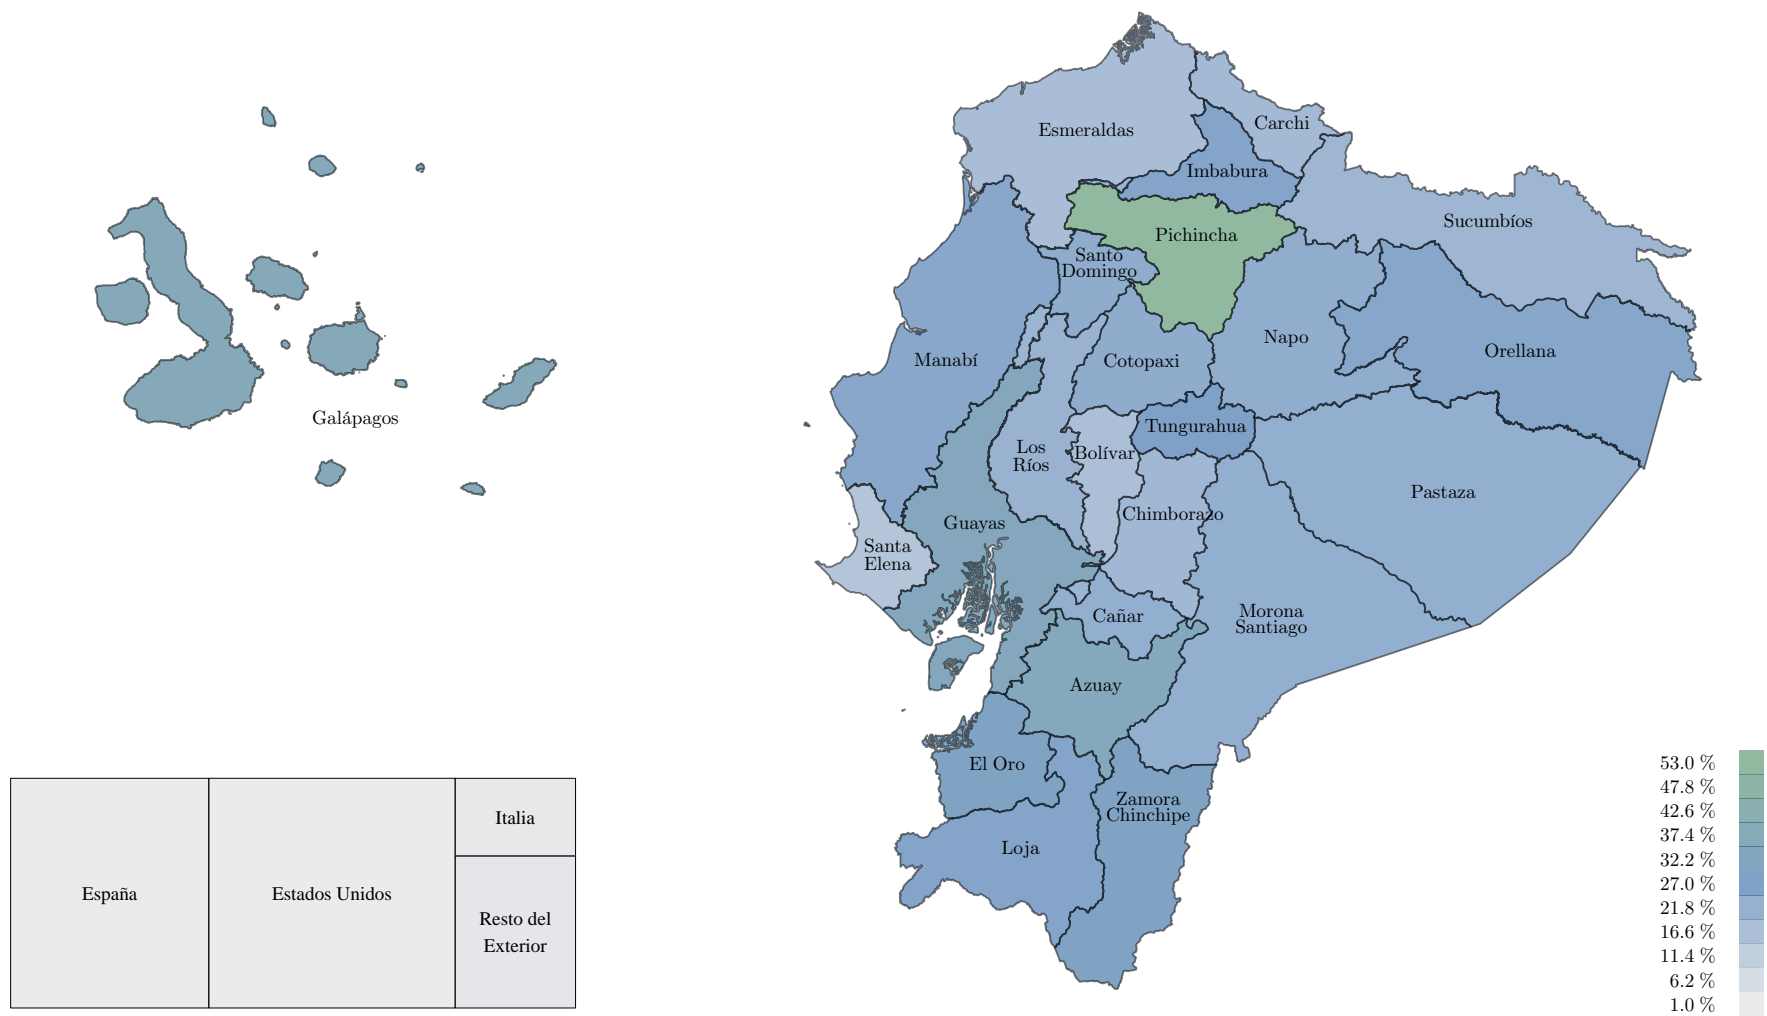 Esmeraldas
Carchi
Imbabura
Sucumbíos
Pichincha
Santo
Domingo
Napo
Orellana
Manabí
Cotopaxi
Galápagos
Tungurahua
Los
Ríos
Bolívar
Pastaza
Chimborazo
Guayas
Santa
Elena
Cañar
Morona
Santiago
Azuay
El Oro
Zamora
Chinchipe
Loja
España
Estados Unidos
Italia
Resto del
Exterior
53.0 %
47.8 %
42.6 %
37.4 %
32.2 %
27.0 %
21.8 %
16.6 %
11.4 %
6.2 %
1.0 %